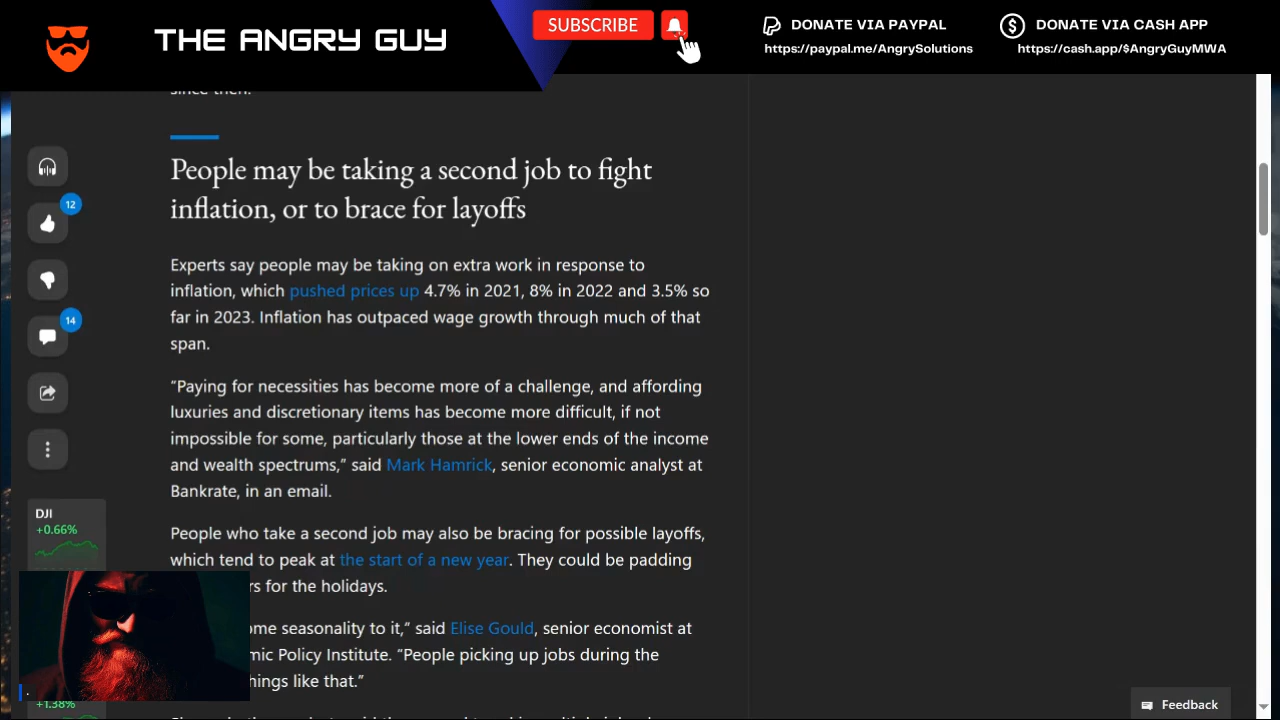 THE ANGRY GUY
SUBSCRIBE
DONATE VIA PAYPAL
https://paypal.me/AngrySolutions
DONATE VIA CASH APP
https://cash.app/$AngryGuyMWA
since then.
People may be taking a second job to fight
inflation, or to brace for layoffs
Experts say people may be taking on extra work in response to
inflation, which pushed prices up 4.7% in 2021, 8% in 2022 and 3.5% so
far in 2023. Inflation has outpaced wage growth through much of that
span.
“Paying for necessities has become more of a challenge, and affording
luxuries and discretionary items has become more difficult, if not
impossible for some, particularly those at the lower ends of the income
and wealth spectrums,” said Mark Hamrick, senior economic analyst at
Bankrate, in an email.
People who take a second job may also be bracing for possible layoffs,
which tend to peak at the start of a new year. They could be padding
for the holidays.
seasonality to it,” said Elise Gould, senior economist at
Policy Institute. “People picking up jobs during the
like that.”
12
14
DJI
+0.66%
+1.38%
Feedback